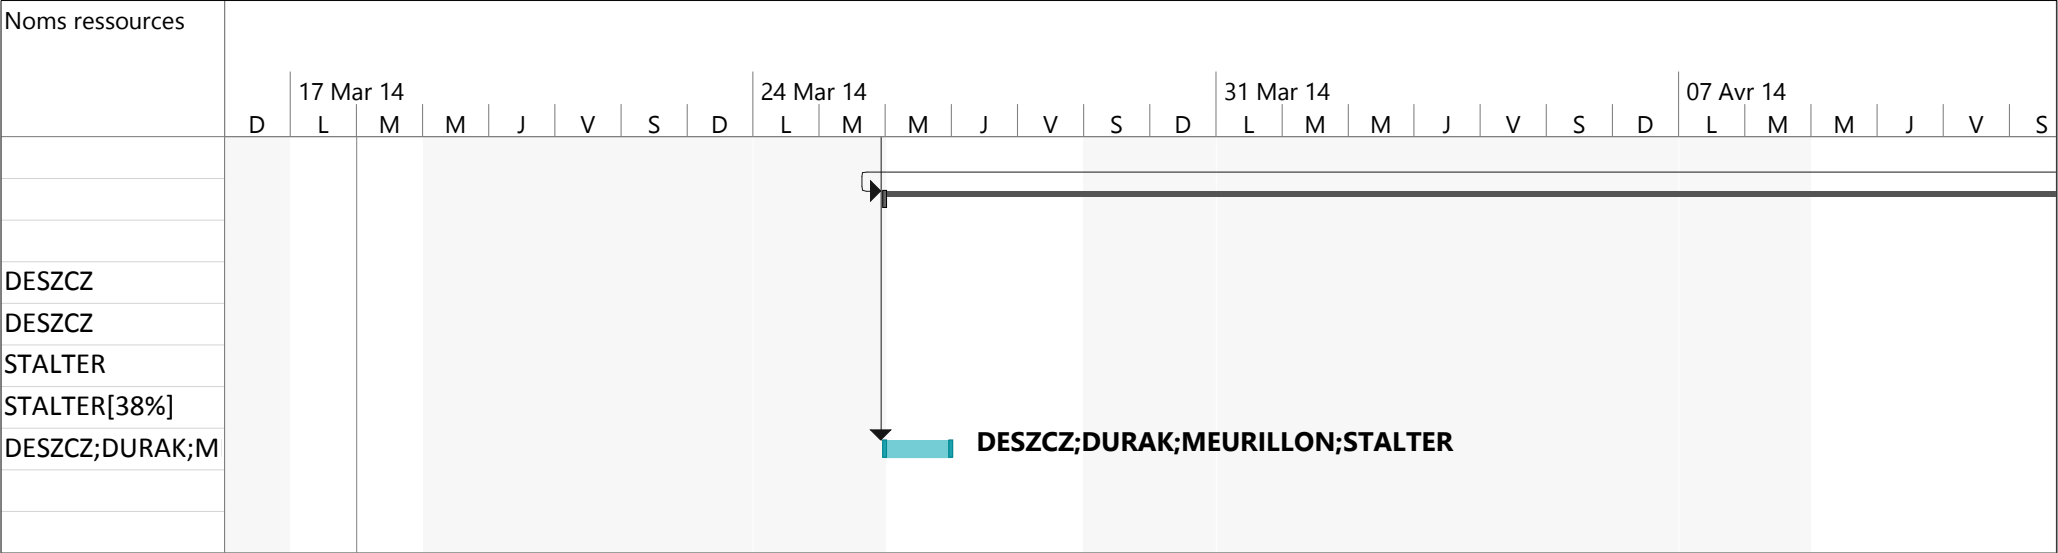 Noms ressources
17 Mar 14 24 Mar 14 31 Mar 14 07 Avr 14
D L M M J V S D L M M J V S D L M M J V S D L M M J V S
DESZCZ
DESZCZ
STALTER
STALTER[38%]
DESZCZ;DURAK;M DESZCZ;DURAK;MEURILLON;STALTER